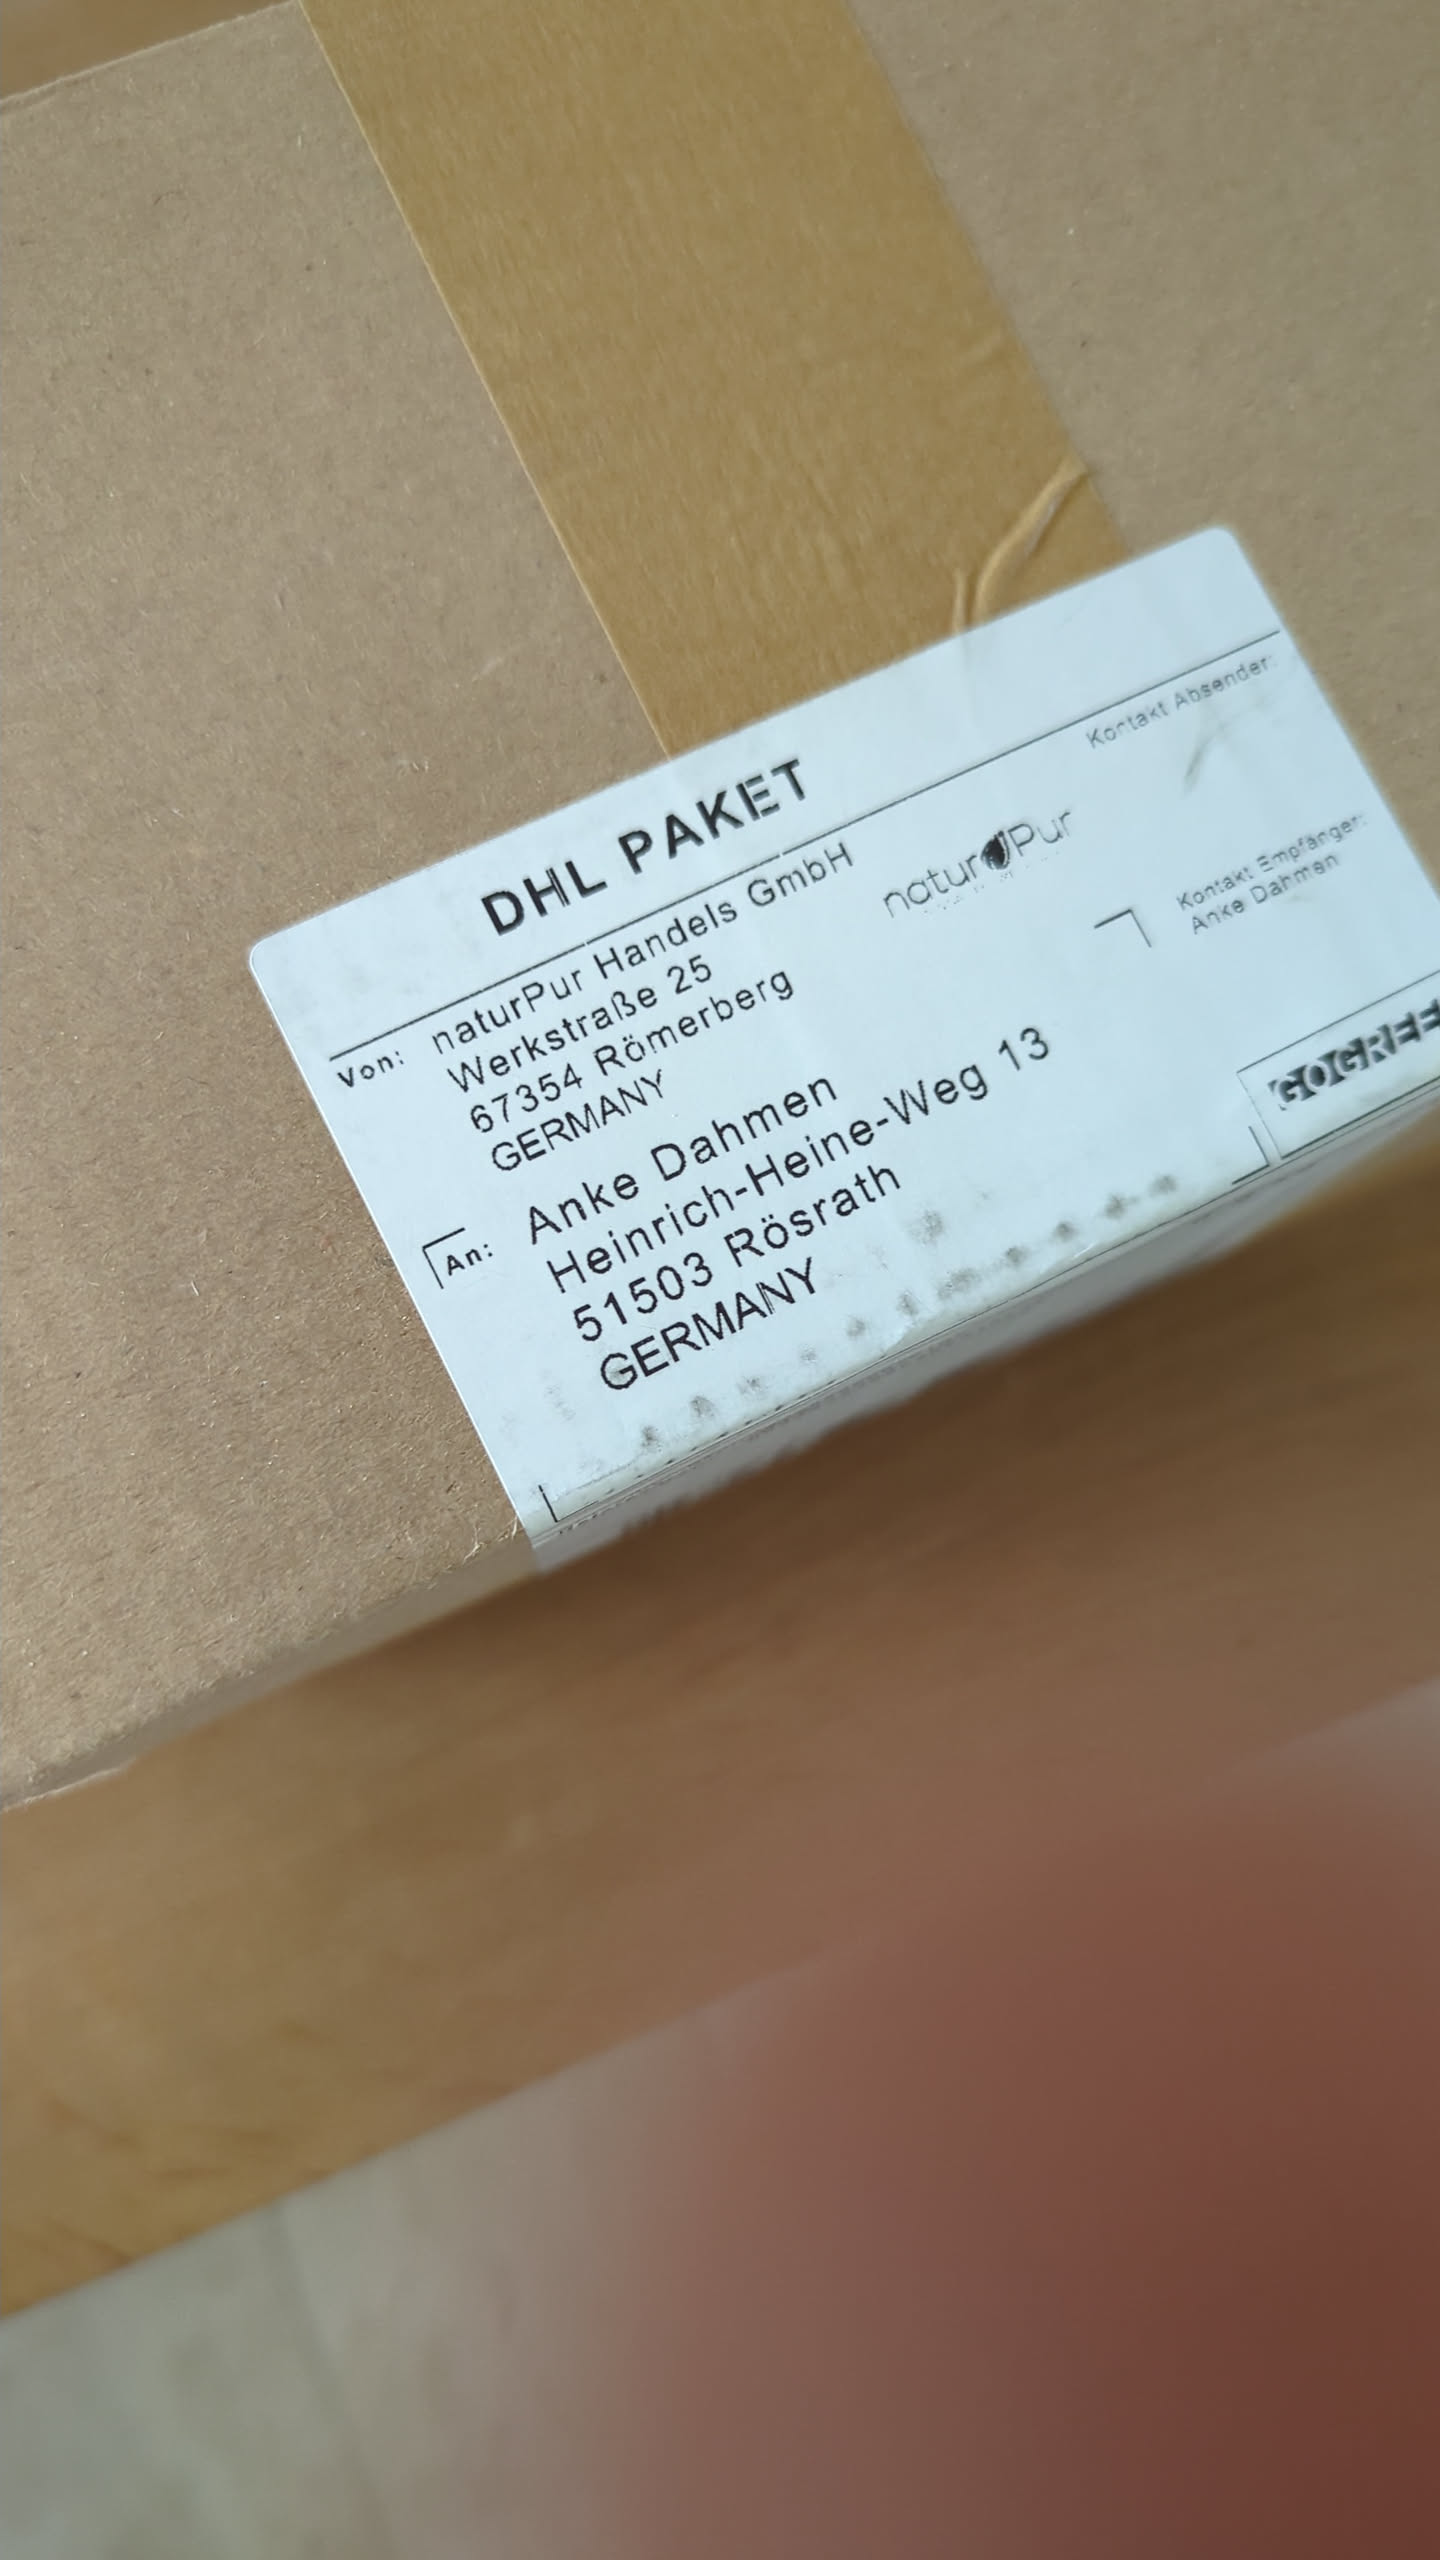 DHL PAKET
Von: naturPur Handels GmbH
Werkstraße 25
67354 Römerberg
GERMANY
naturPur
Kontakt Absender:
An: Anke Dahmen
Heinrich-Heine-Weg 13
51503 Rösrath
GERMANY
Kontakt Empfänger:
Anke Dahmen
GOGREE